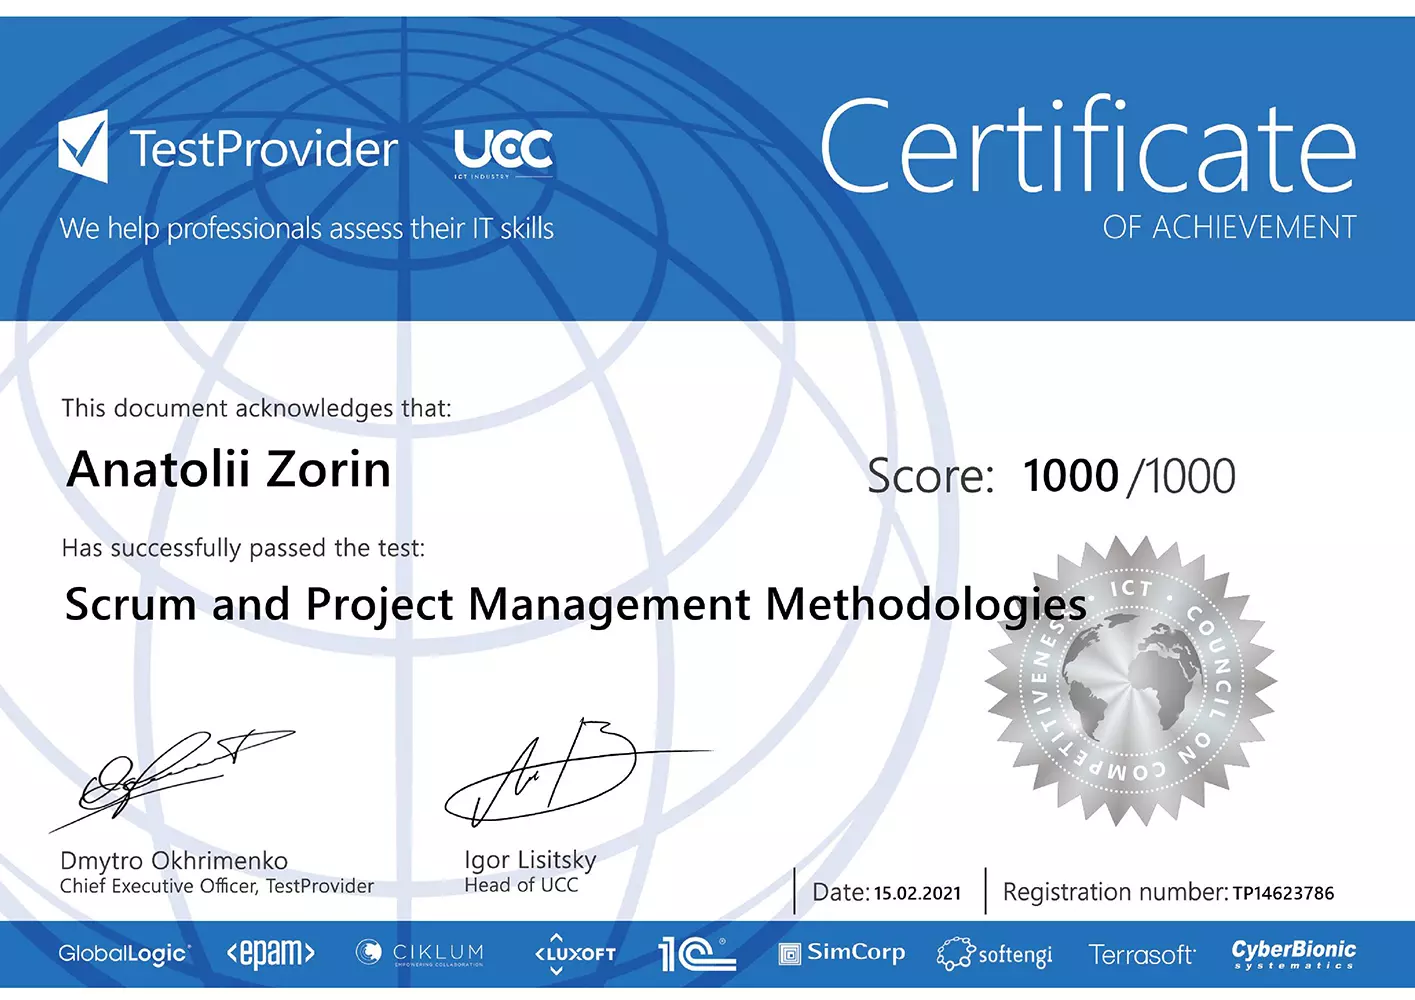 TestProvider
UCC
ICT INDUSTRY
We help professionals assess their IT skills
Certificate
OF ACHIEVEMENT
This document acknowledges that:
Anatolii Zorin
Score: 1000 /1000
Has successfully passed the test:
Scrum and Project Management Methodologies
ICT • COUNCIL ON COMPETITIVENESS •
Dmytro Okhrimenko
Chief Executive Officer, TestProvider
Igor Lisitsky
Head of UCC
Date: 15.02.2021
Registration number: TP14623786
GlobalLogic®
<epam>
CIKLUM
EMPOWERING COLLABORATION
<LUXOFT>
1C®
SimCorp
softengi
Terrasoft
CyberBionic
systematics